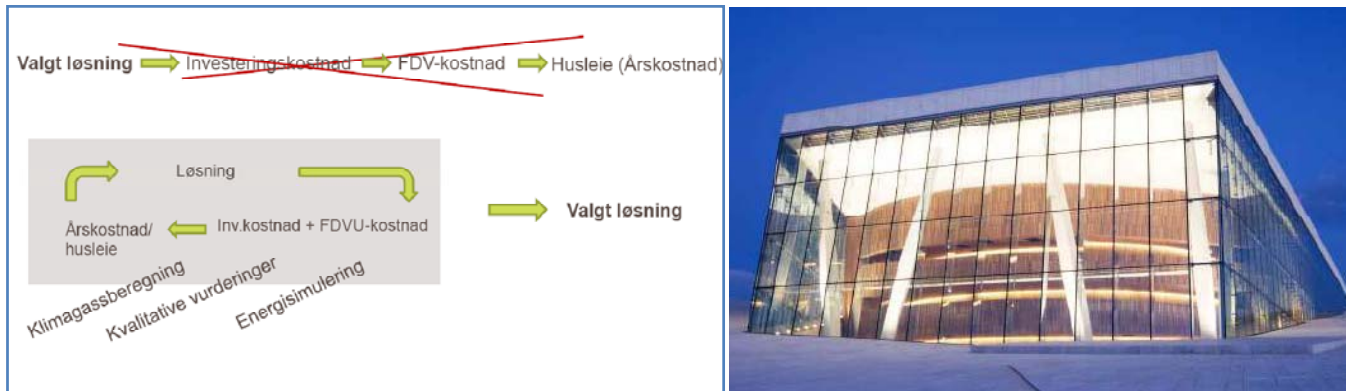 Valgt løsning Investeringskostnad FDV-kostnad Husleie (Årskostnad)
Løsning
Årskostnad/
husleie
Inv.kostnad + FDVU-kostnad
Valgt løsning
Klimagassberegning
Kvalitative vurderinger
Energisimulering